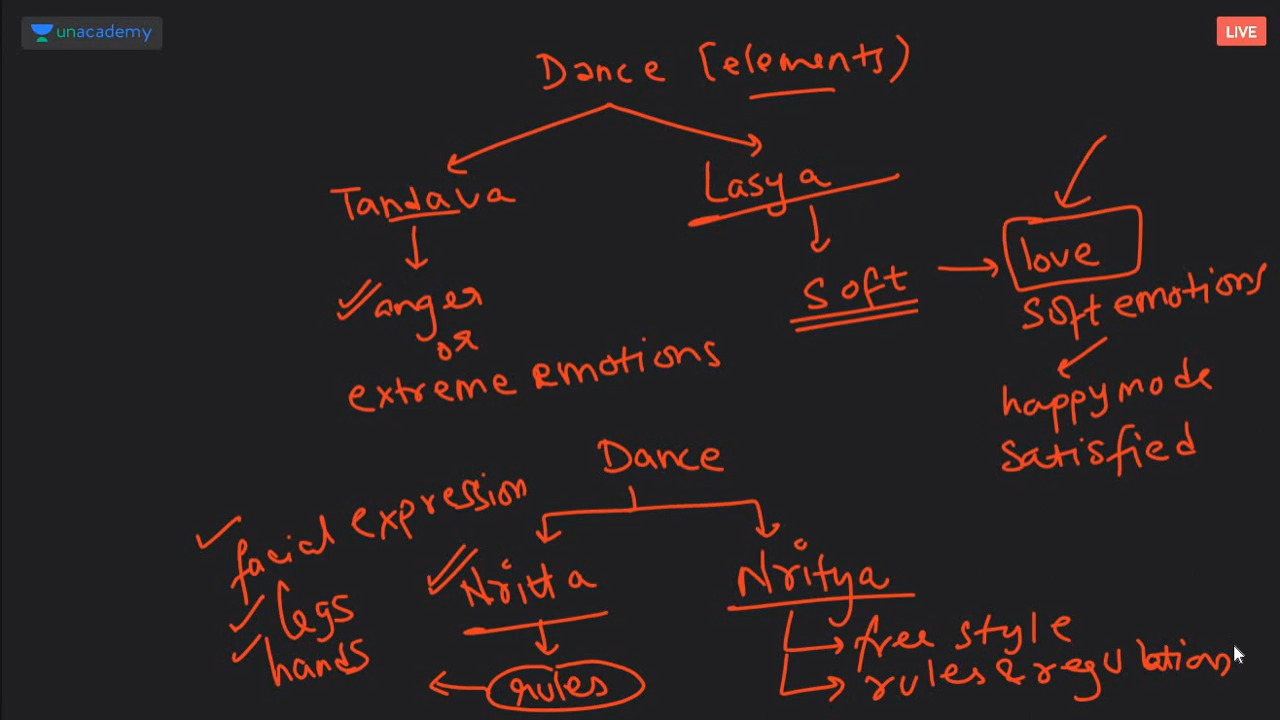 unacademy
LIVE
Dance (elements)
Tandava
Lasya
anger
or
extreme emotions
soft
love
soft emotions
happy mode
satisfied
Dance
Nritta
Nritya
facial expression
legs
hands
rules
free style
rules & regulations